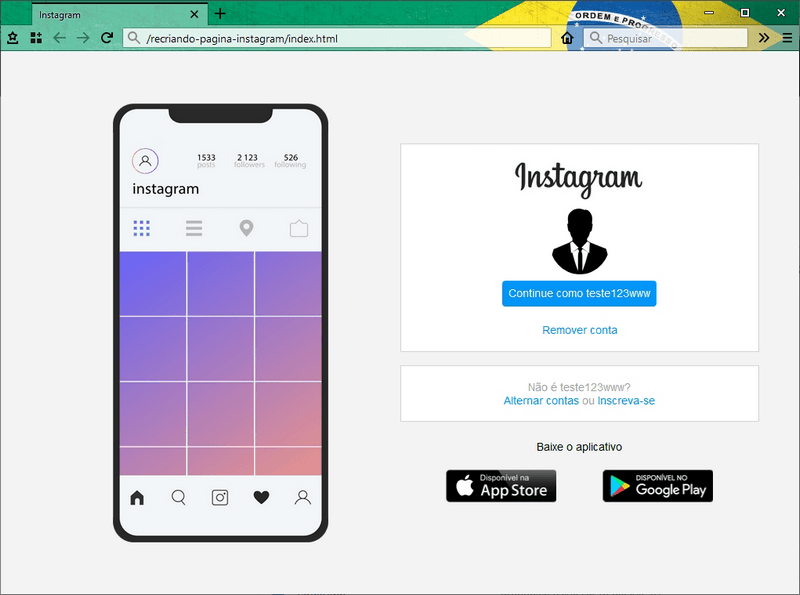 Instagram
ORDEM E PROGRESSO
/recriando-pagina-instagram/index.html
Pesquisar
1533
posts
2 123
followers
526
following
instagram
Instagram
Continue como teste123www
Remover conta
Não é teste123www?
Alternar contas ou Inscreva-se
Baixe o aplicativo
Disponível na
App Store
DISPONÍVEL NO
Google Play